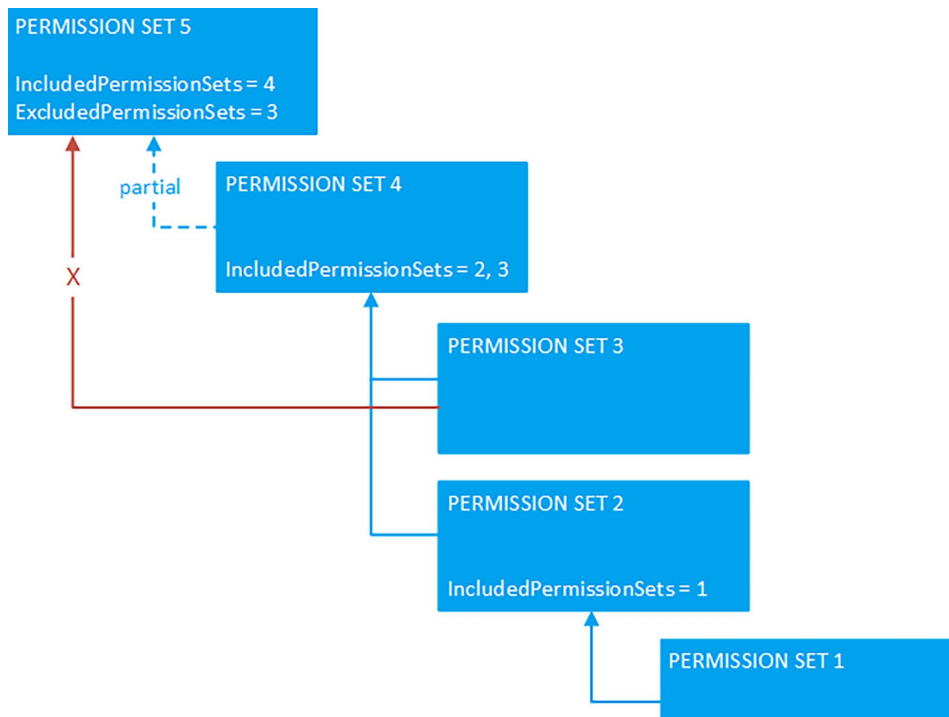 PERMISSION SET 5
IncludedPermissionSets = 4
ExcludedPermissionSets = 3
partial
PERMISSION SET 4
IncludedPermissionSets = 2, 3
X
PERMISSION SET 3
PERMISSION SET 2
IncludedPermissionSets = 1
PERMISSION SET 1